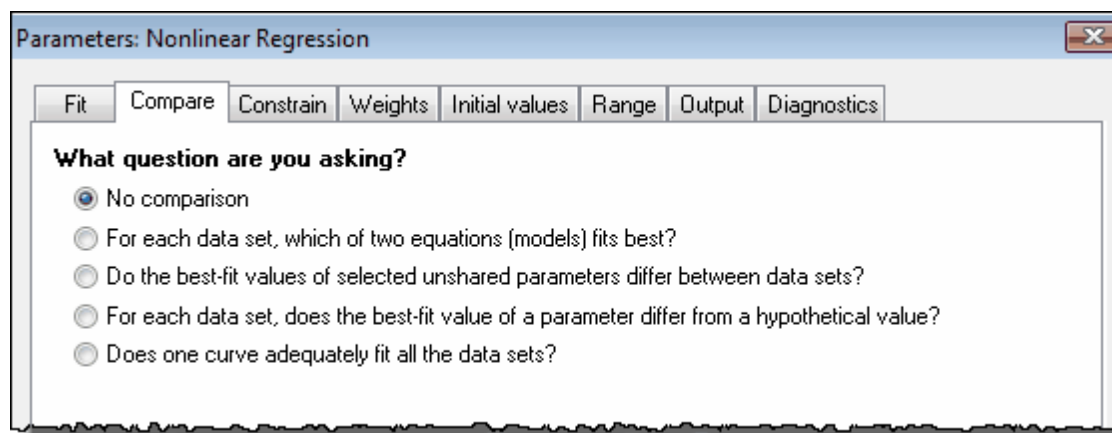 Parameters: Nonlinear Regression
Fit Compare Constrain Weights Initial values Range Output Diagnostics
What question are you asking?
No comparison
For each data set, which of two equations (models) fits best?
Do the best-fit values of selected unshared parameters differ between data sets?
For each data set, does the best-fit value of a parameter differ from a hypothetical value?
Does one curve adequately fit all the data sets?